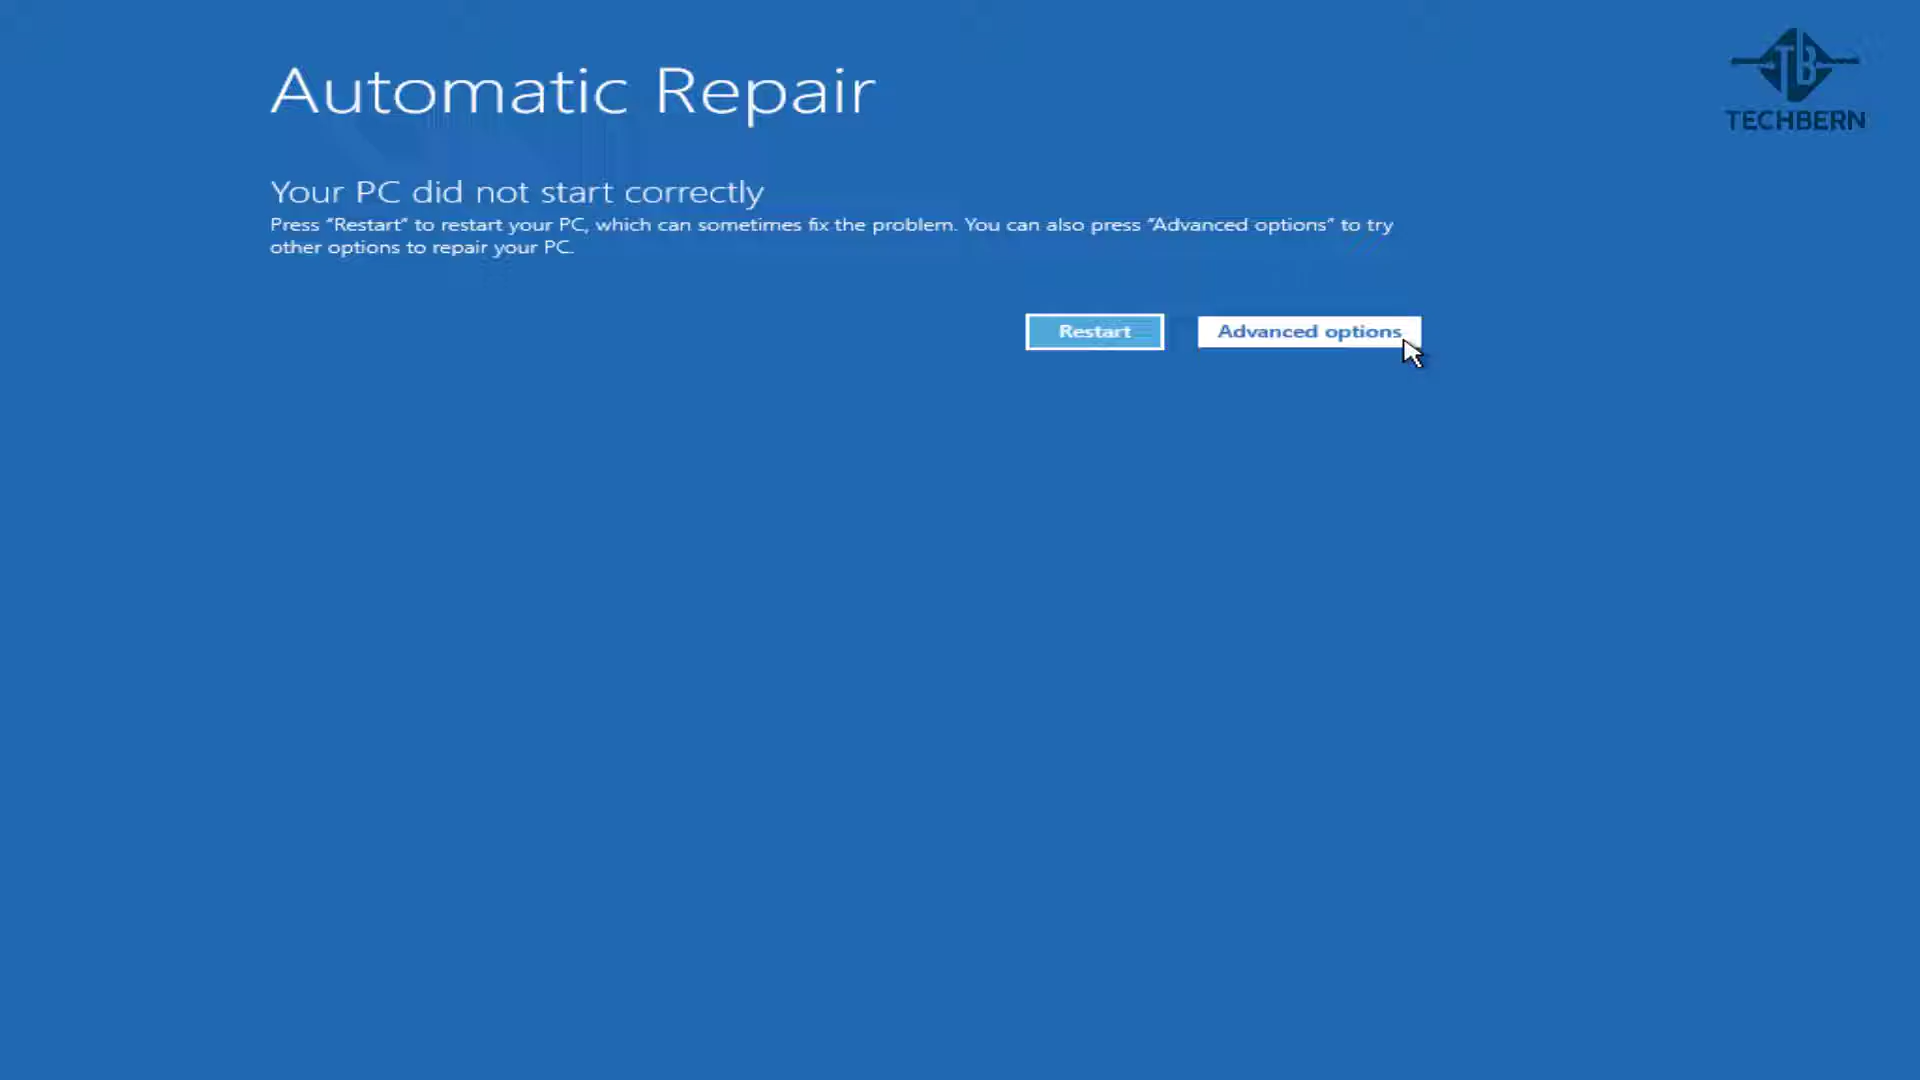 Automatic Repair
TB
TECHBERN
Your PC did not start correctly
Press “Restart” to restart your PC, which can sometimes fix the problem. You can also press “Advanced options” to try
other options to repair your PC.
Restart
Advanced options